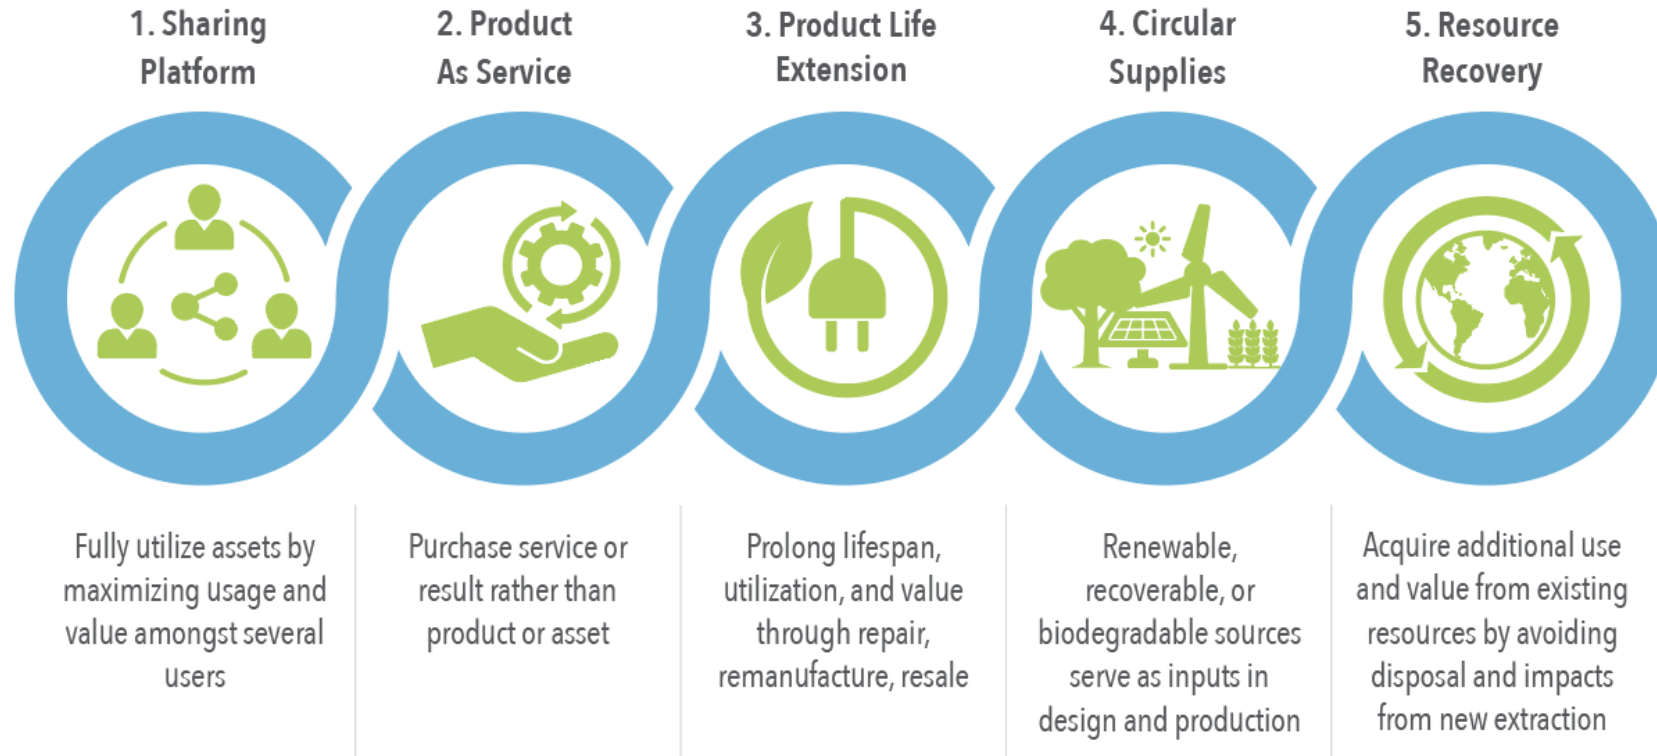 1. Sharing
Platform
2. Product
As Service
3. Product Life
Extension
4. Circular
Supplies
5. Resource
Recovery
Fully utilize assets by
maximizing usage and
value amongst several
users
Purchase service or
result rather than
product or asset
Prolong lifespan,
utilization, and value
through repair,
remanufacture, resale
Renewable,
recoverable, or
biodegradable sources
serve as inputs in
design and production
Acquire additional use
and value from existing
resources by avoiding
disposal and impacts
from new extraction